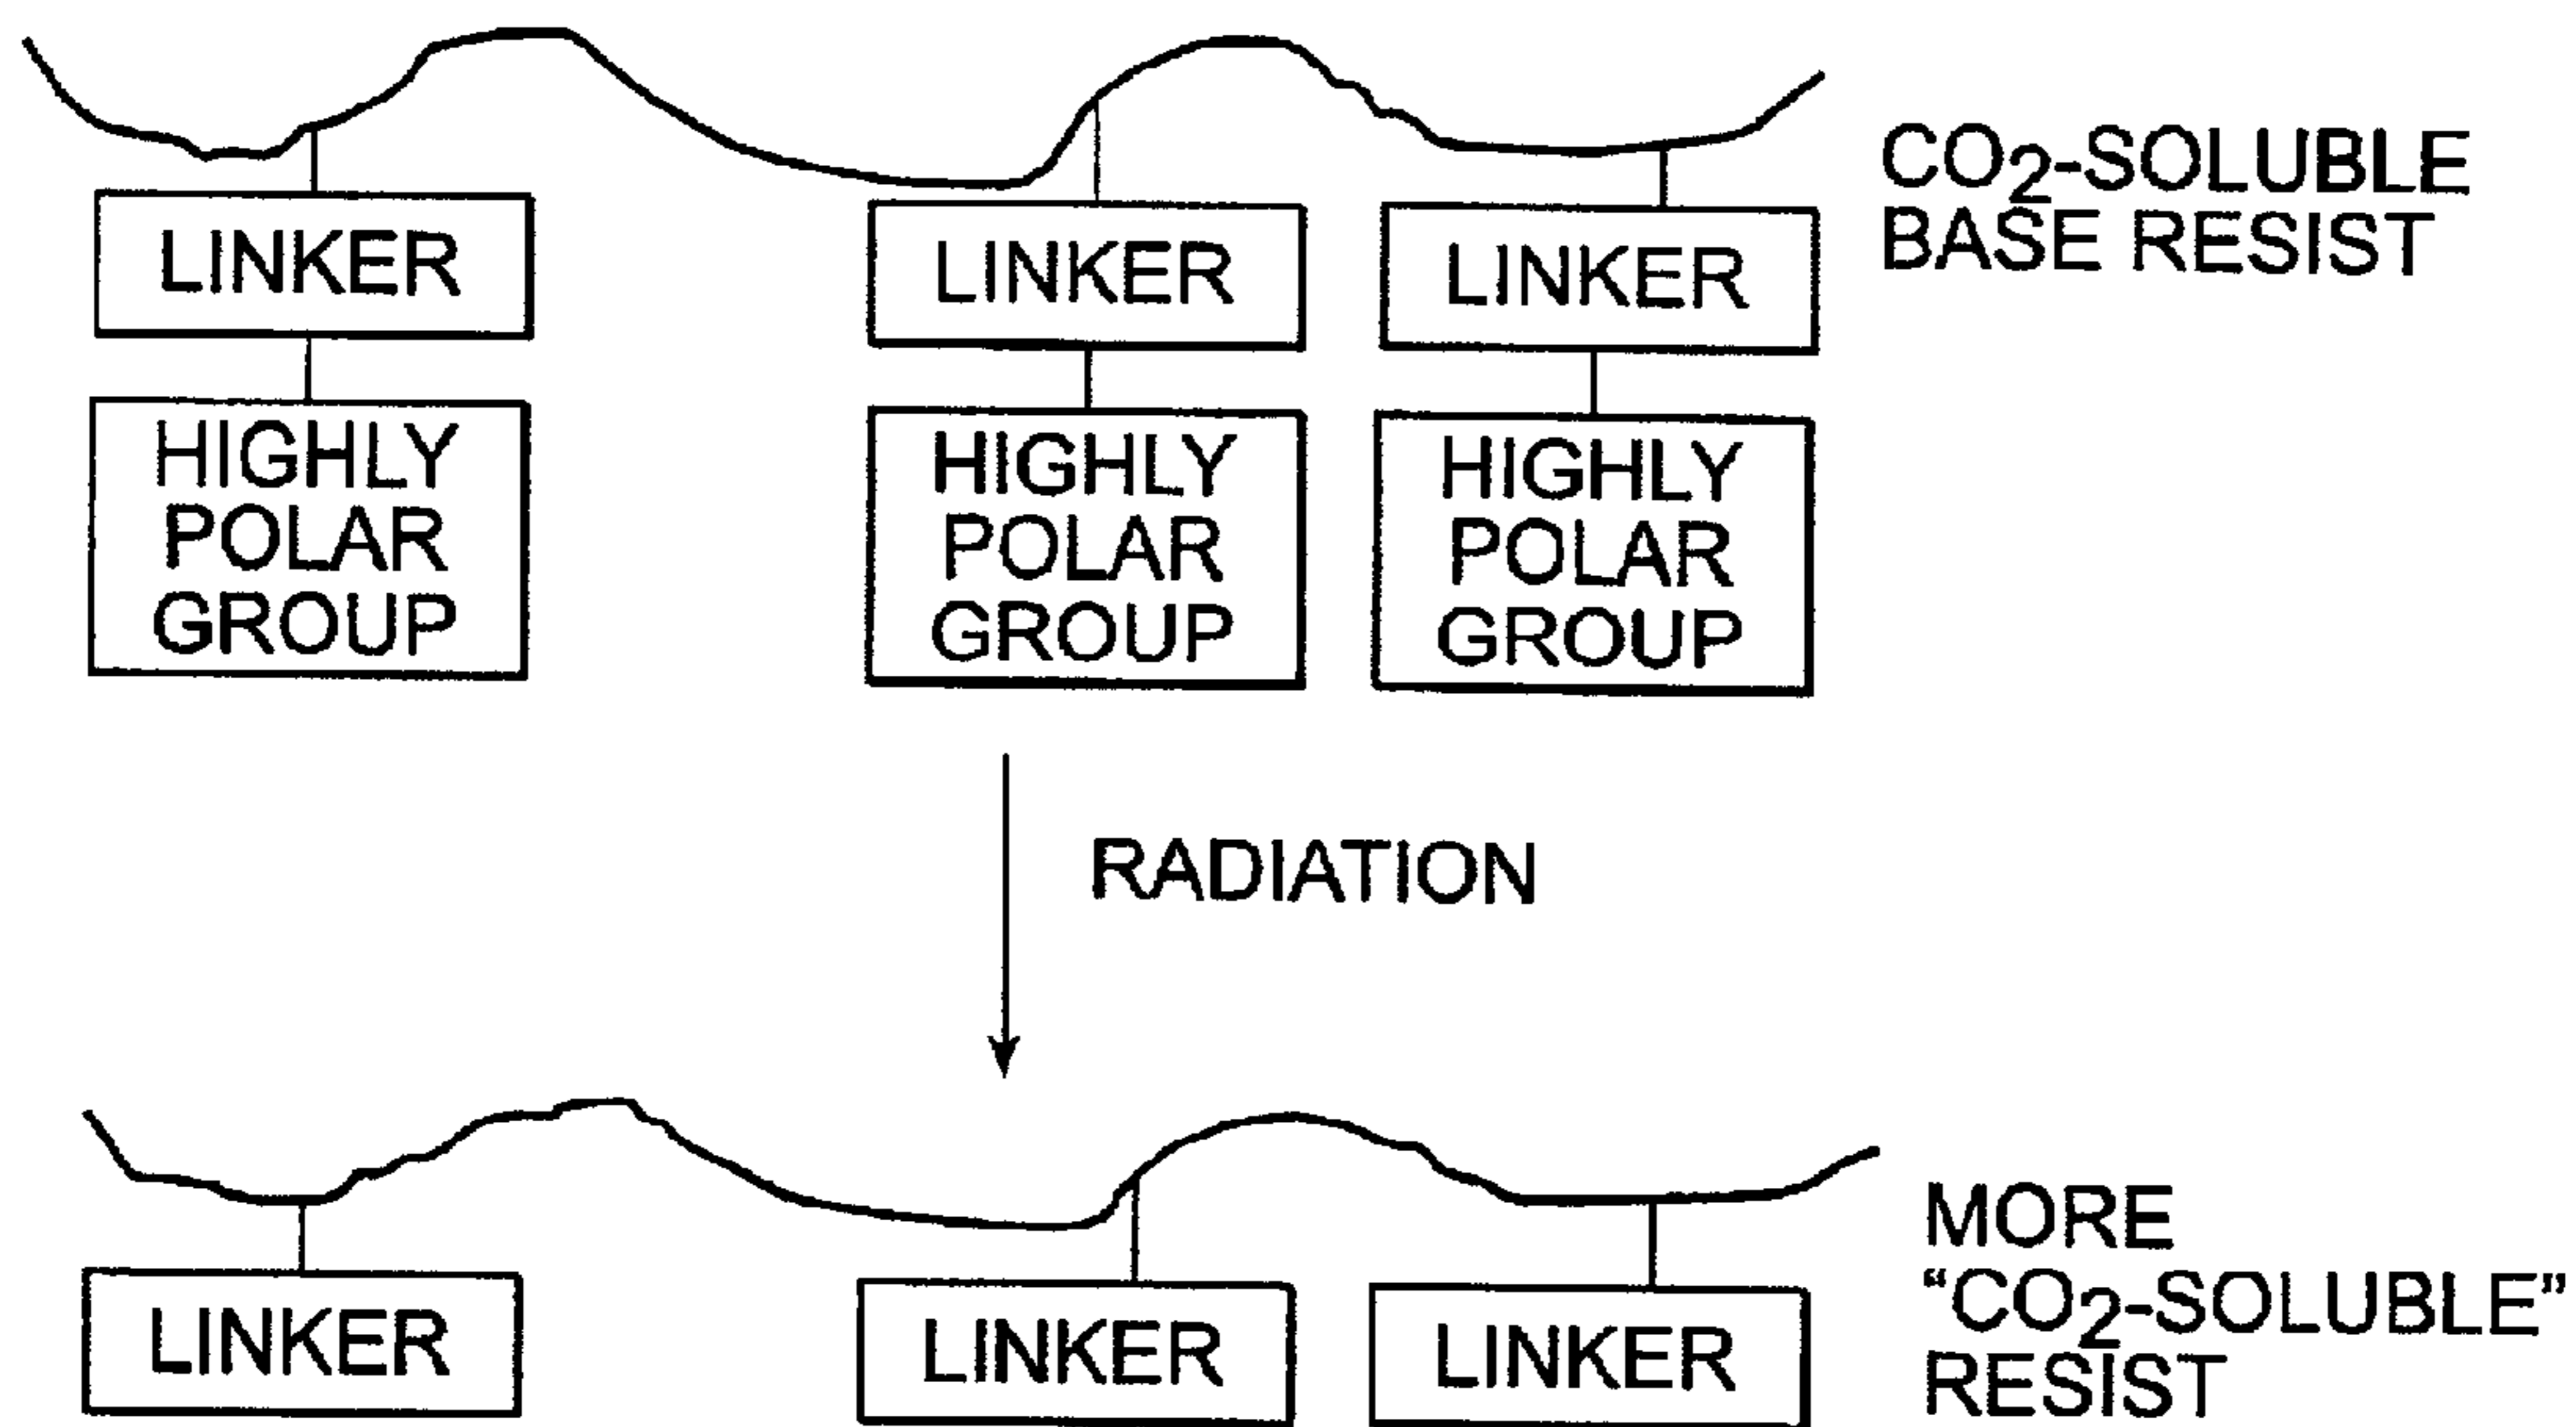 CO2-SOLUBLE
BASE RESIST
LINKER
LINKER
LINKER
HIGHLY
POLAR
GROUP
HIGHLY
POLAR
GROUP
HIGHLY
POLAR
GROUP
RADIATION
MORE
“CO2-SOLUBLE”
RESIST
LINKER
LINKER
LINKER